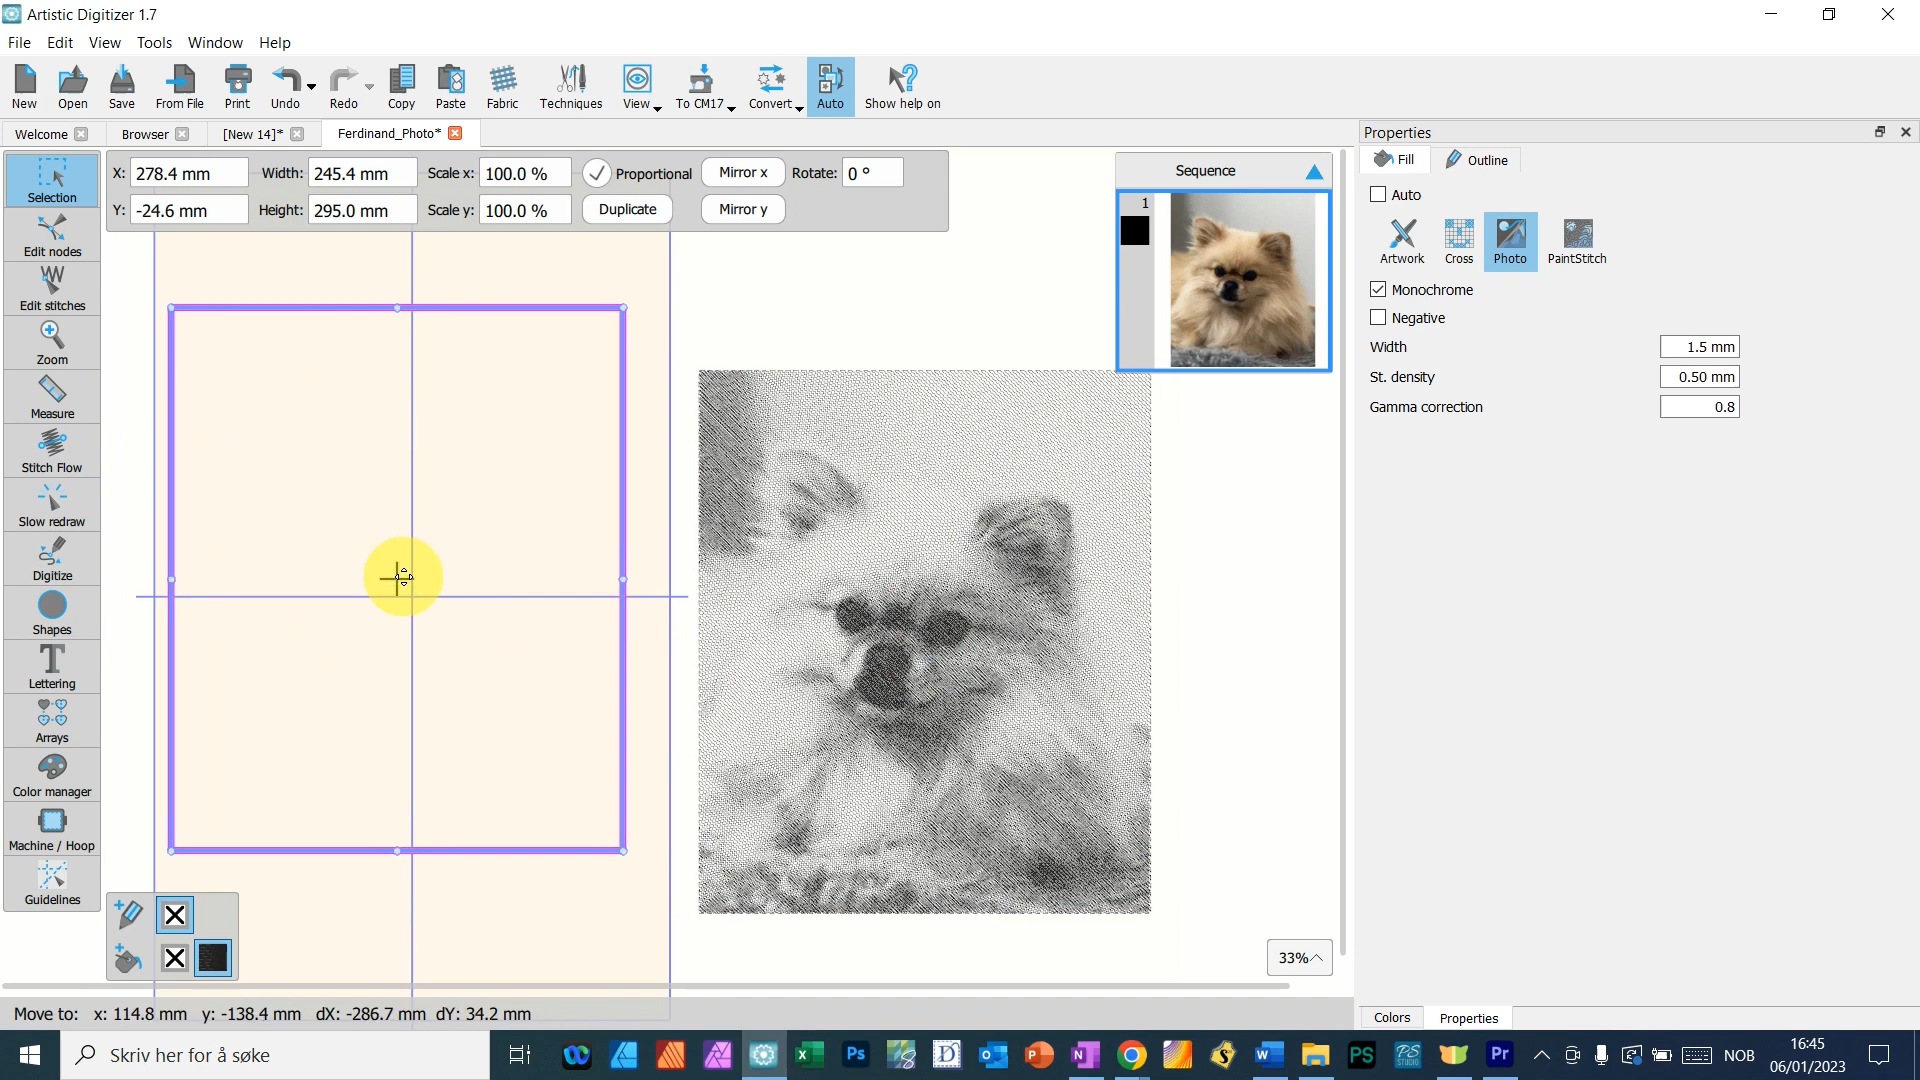 Artistic Digitizer 1.7
File Edit View Tools Window Help
New Open Save From File Print Undo Redo Copy Paste Fabric Techniques View To CM17 Convert Auto Show help on
Welcome Browser [New 14]* Ferdinand_Photo*
Properties
X: 278.4 mm Width: 245.4 mm Scale x: 100.0 % Proportional Mirror x Rotate: 0 °
Y: -24.6 mm Height: 295.0 mm Scale y: 100.0 % Duplicate Mirror y
Sequence
1
Fill Outline
Auto
Artwork Cross Photo PaintStitch
Monochrome
Negative
Width 1.5 mm
St. density 0.50 mm
Gamma correction 0.8
Selection
Edit nodes
Edit stitches
Zoom
Measure
Stitch Flow
Slow redraw
Digitize
Shapes
Lettering
Arrays
Color manager
Machine / Hoop
Guidelines
33%
Move to: x: 114.8 mm y: -138.4 mm dX: -286.7 mm dY: 34.2 mm
Colors Properties
Skriv her for å søke
NOB
16:45
06/01/2023